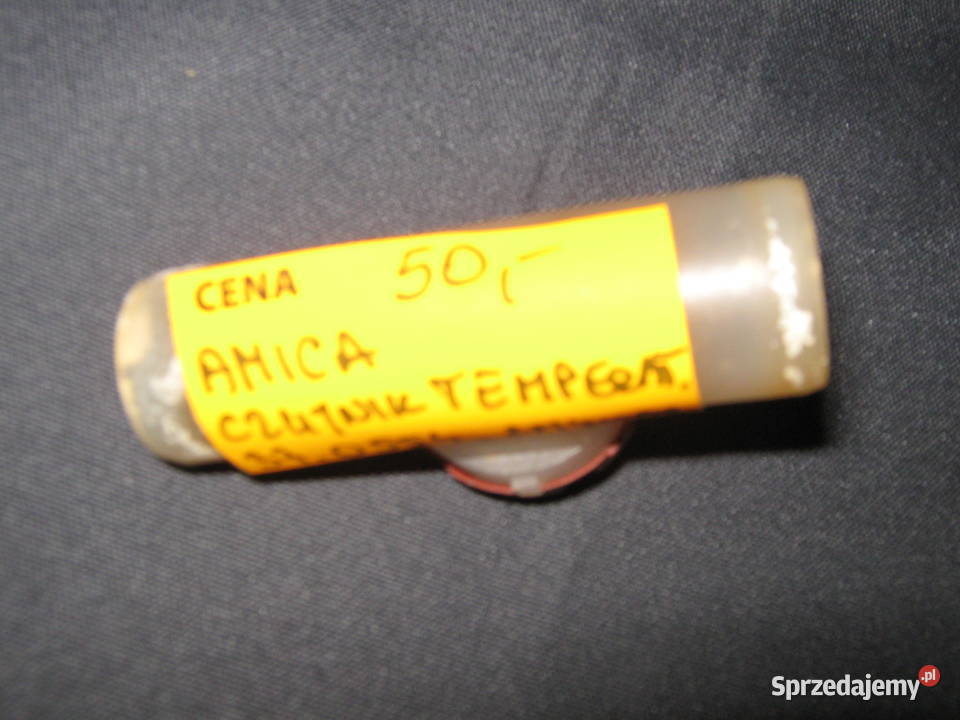 CENA 50,-
AMICA
CZUJNIK TEMPERAT.
Sprzedajemy.pl